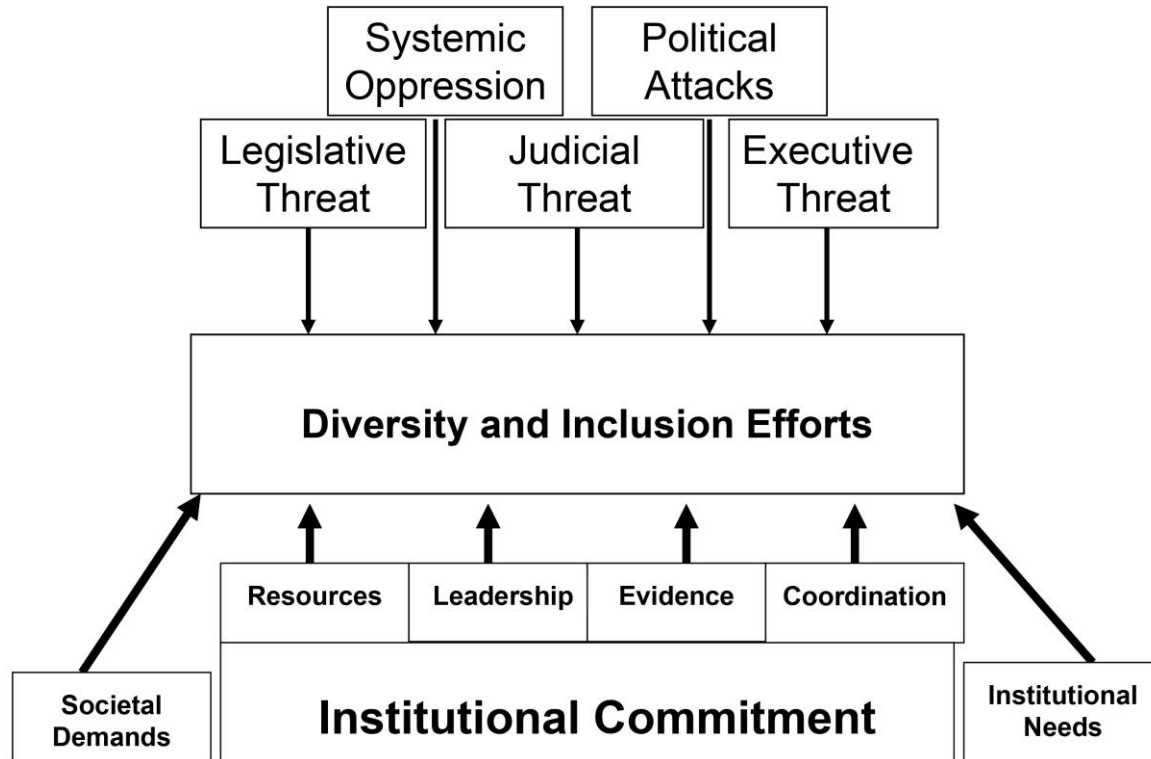 Systemic
Oppression
Political
Attacks
Legislative
Threat
Judicial
Threat
Executive
Threat
Diversity and Inclusion Efforts
Resources
Leadership
Evidence
Coordination
Societal
Demands
Institutional Commitment
Institutional
Needs